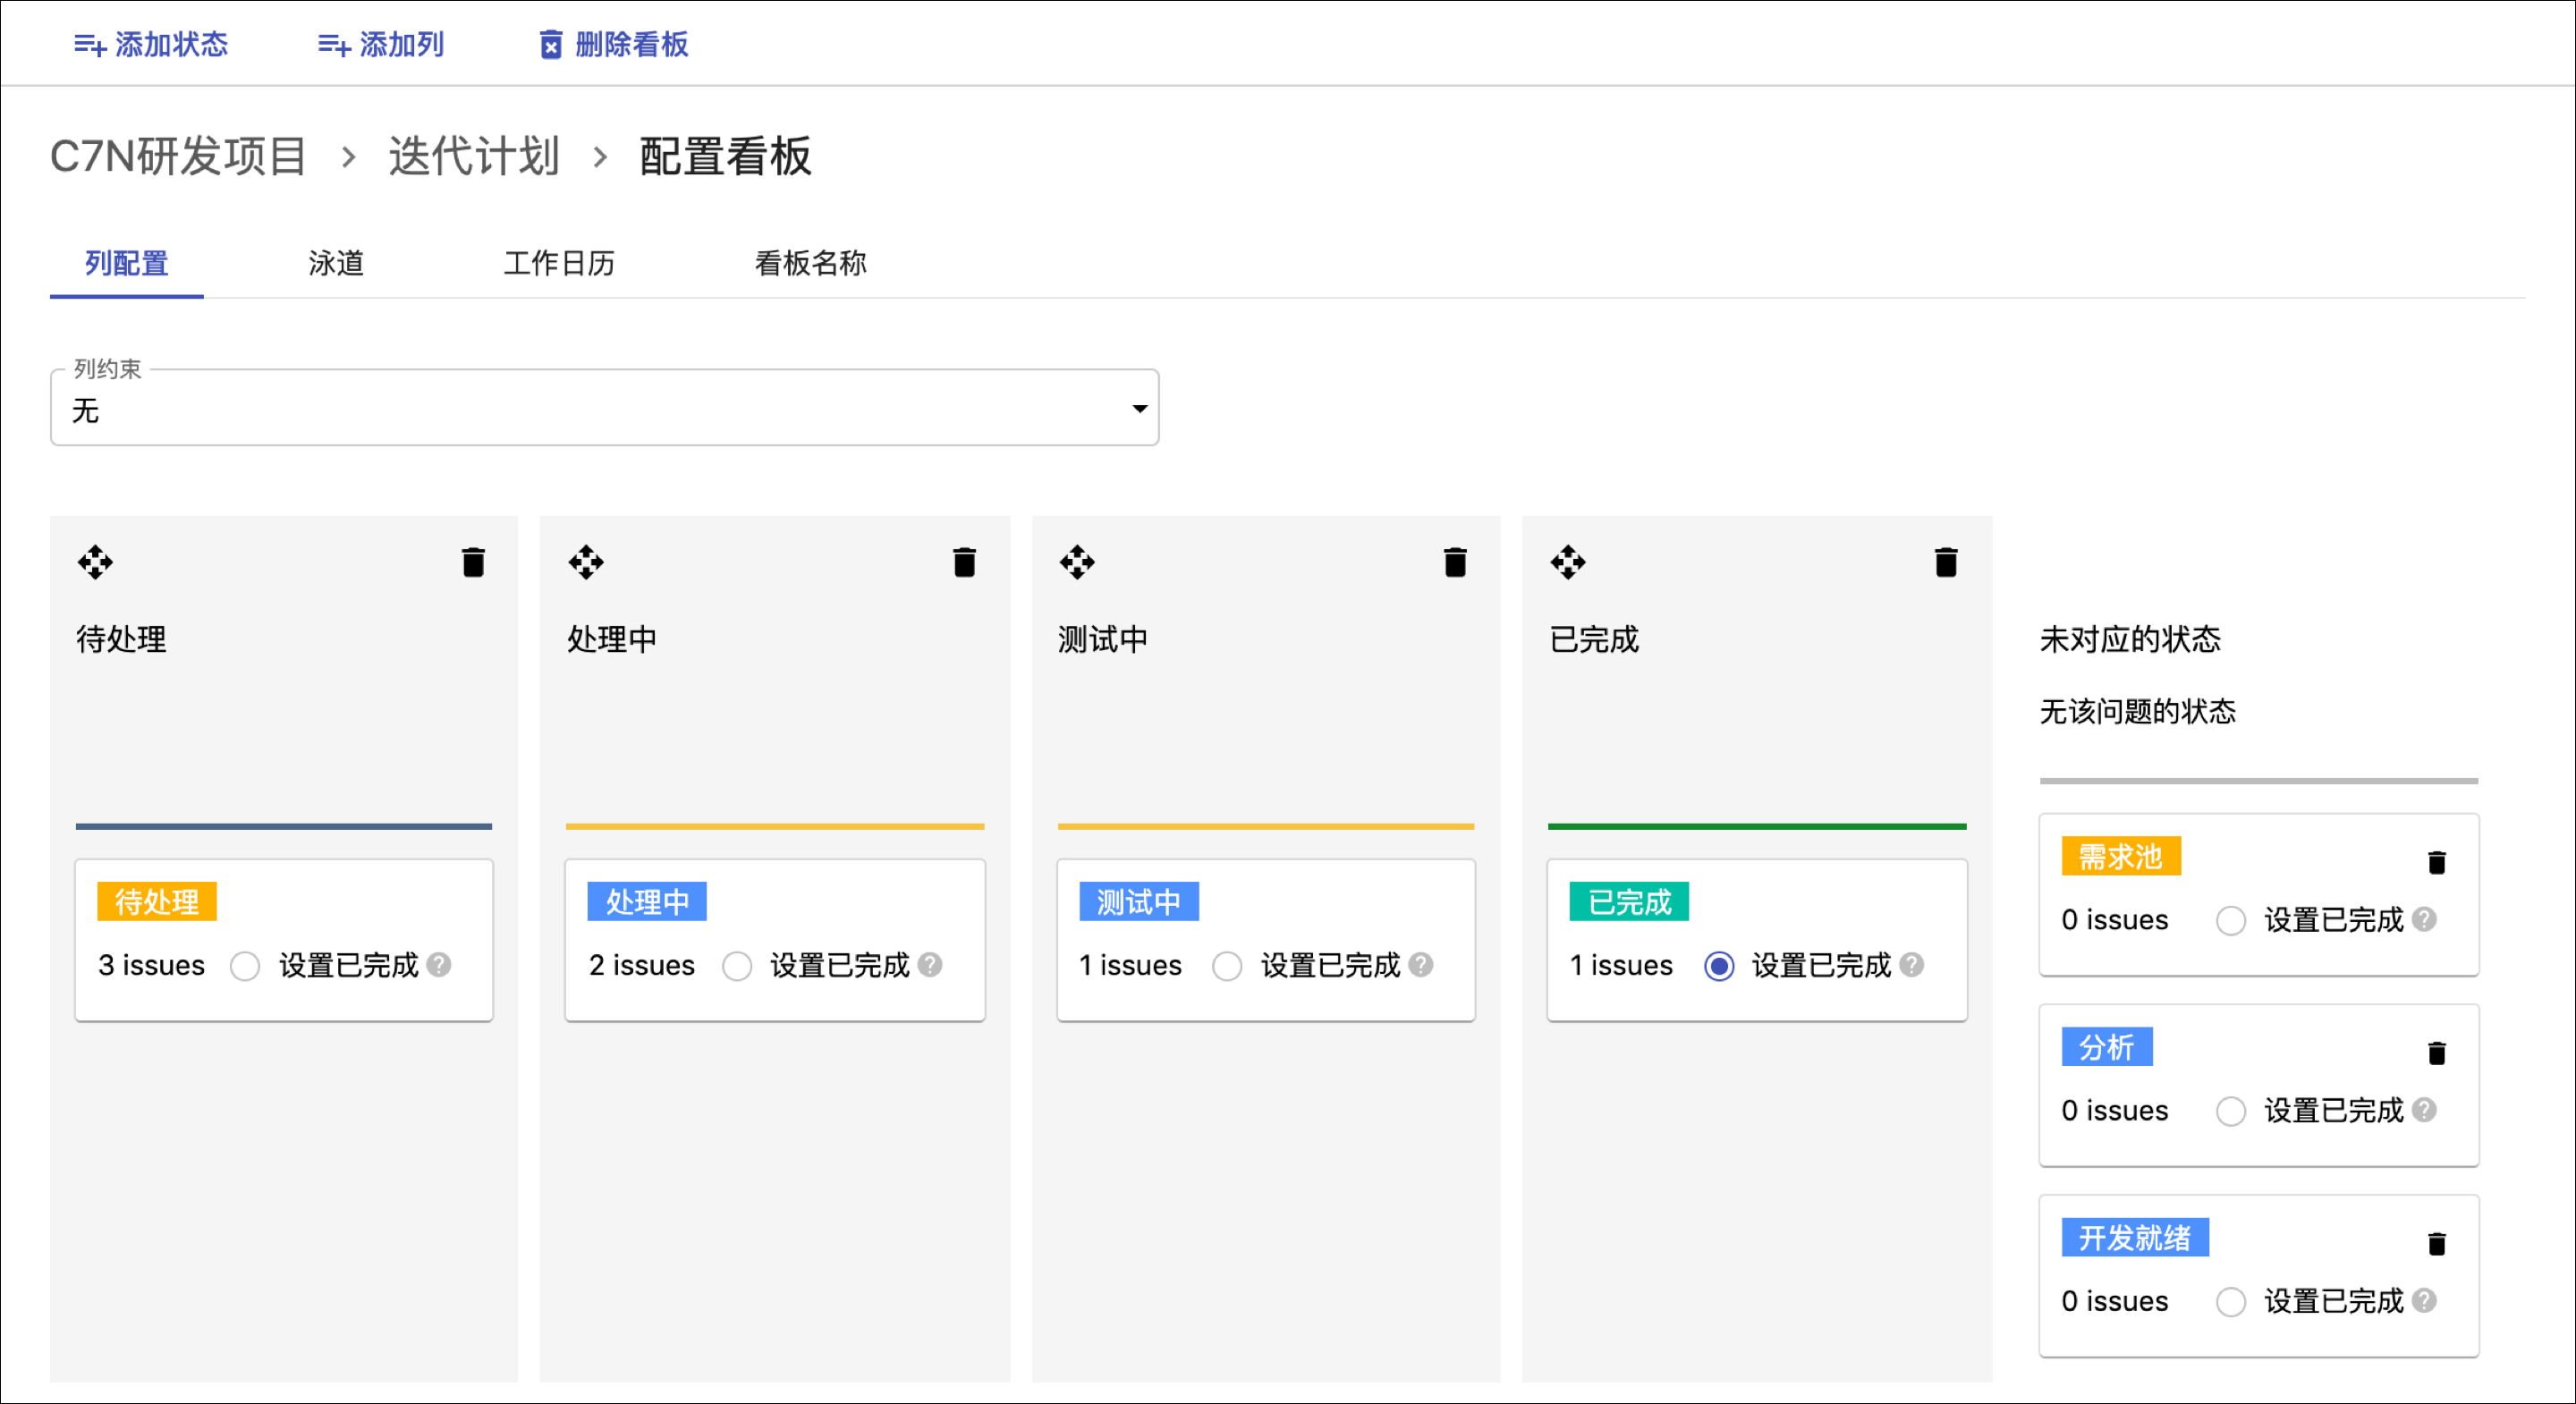 添加状态 添加列 删除看板
C7N研发项目 > 迭代计划 > 配置看板
列配置 泳道 工作日历 看板名称
列约束
无
待处理
待处理
3 issues 设置已完成 ?
处理中
处理中
2 issues 设置已完成 ?
测试中
测试中
1 issues 设置已完成 ?
已完成
已完成
1 issues 设置已完成 ?
未对应的状态
无该问题的状态
需求池
0 issues 设置已完成 ?
分析
0 issues 设置已完成 ?
开发就绪
0 issues 设置已完成 ?